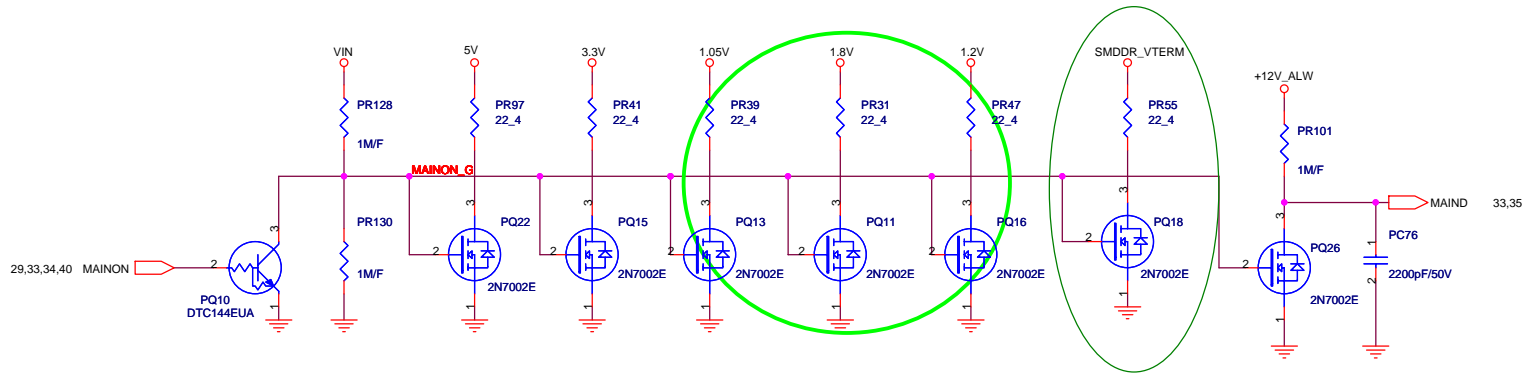 VIN
5V
3.3V
1.05V
1.8V
1.2V
SMDDR_VTERM
+12V_ALW
PR128
1M/F
PR97
22_4
PR41
22_4
PR39
22_4
PR31
22_4
PR47
22_4
PR55
22_4
PR101
1M/F
MAINON_G
3
3
3
3
3
3
3
3
PQ22
PQ15
PQ13
PQ11
PQ16
PQ18
MAIND
33,35
PR130
1M/F
2
2
2
2
2
2
2
2
PQ26
PC76
1
2200pF/50V
2
29,33,34,40
MAINON
2N7002E
2N7002E
2N7002E
2N7002E
2N7002E
2N7002E
2N7002E
PQ10
DTC144EUA
1
1
1
1
1
1
1
1